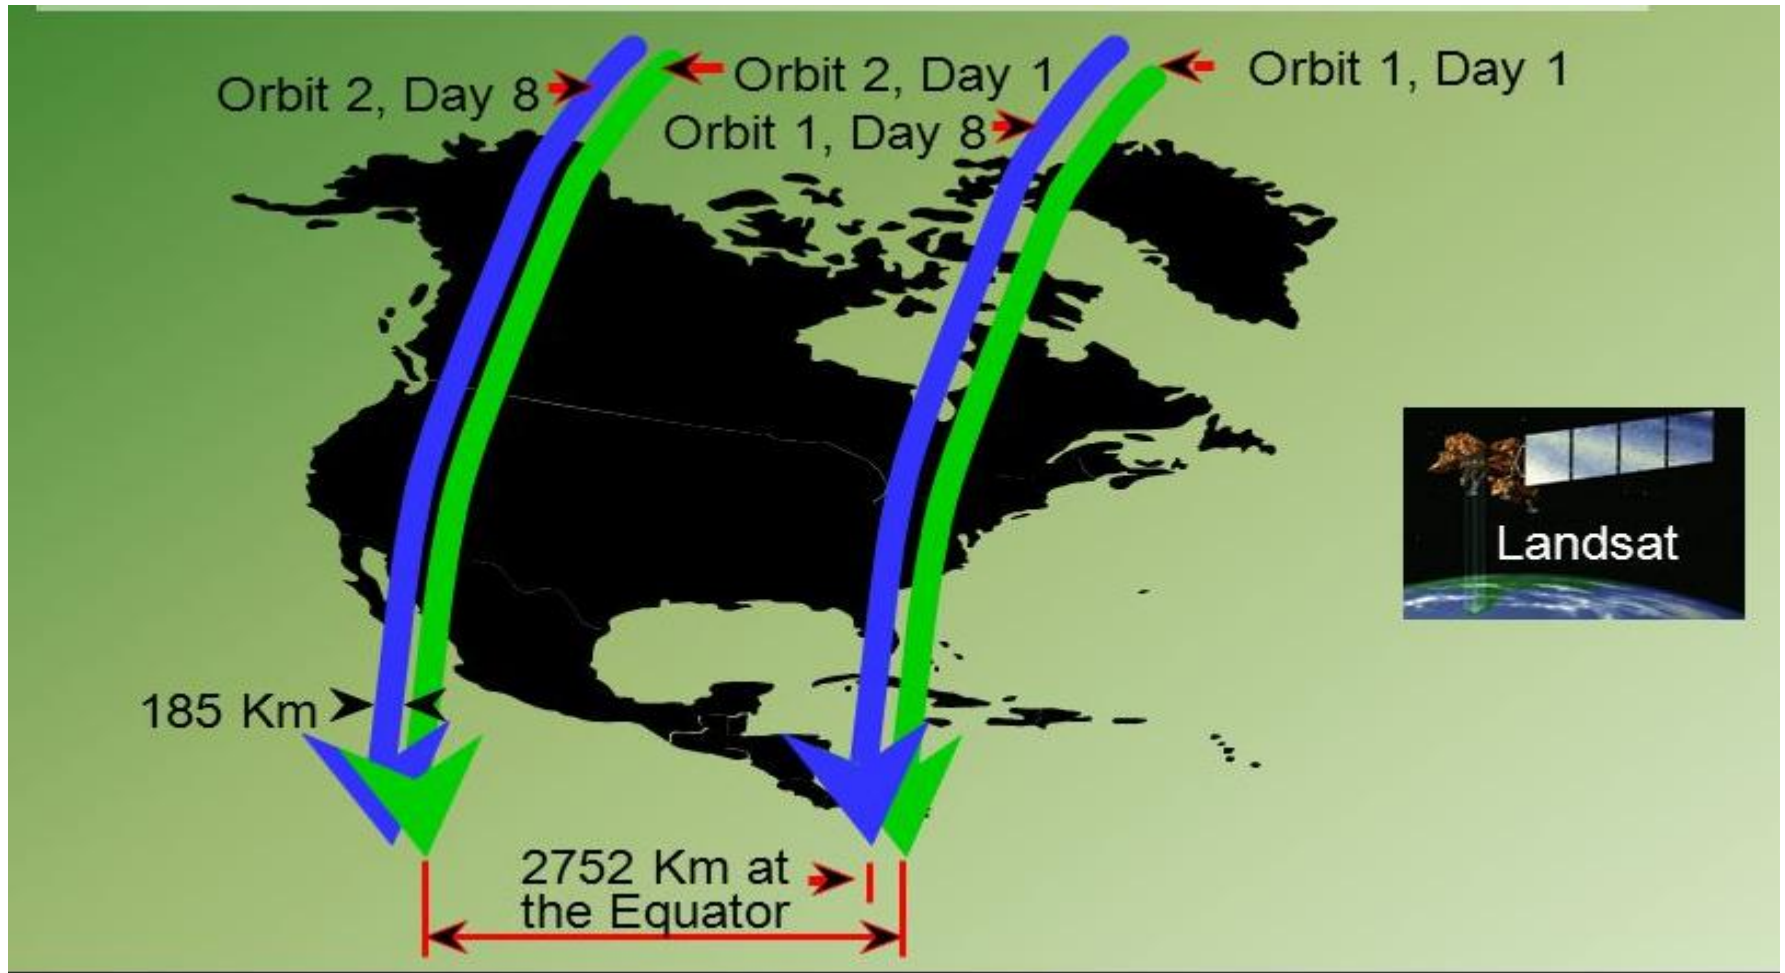 Orbit 2, Day 8
Orbit 2, Day 1
Orbit 1, Day 8
Orbit 1, Day 1
Landsat
185 Km
2752 Km at
the Equator